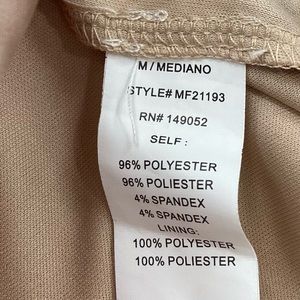 M / MEDIANO
STYLE# MF21193
RN# 149052
SELF :
96% POLYESTER
96% POLIESTER
4% SPANDEX
4% SPANDEX
LINING:
100% POLYESTER
100% POLIESTER